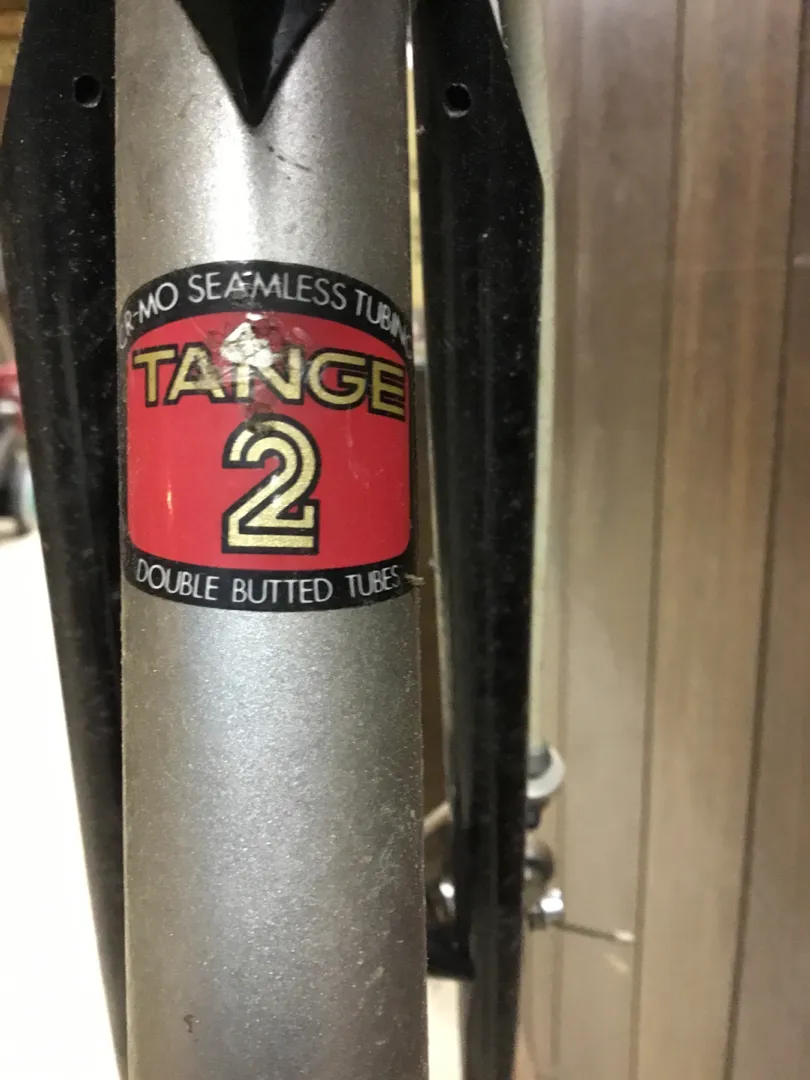 CR-MO SEAMLESS TUBING
TANGE
2
DOUBLE BUTTED TUBES